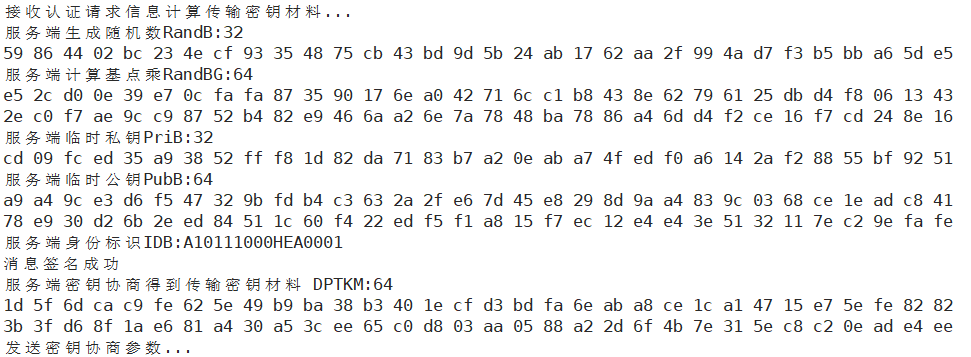 接收认证请求信息计算传输密钥材料...
服务端生成随机数RandB:32
59 86 44 02 bc 23 4e cf 93 35 48 75 cb 43 bd 9d 5b 24 ab 17 62 aa 2f 99 4a d7 f3 b5 bb a6 5d e5
服务端计算基点乘RandBG:64
e5 2c d0 0e 39 e7 0c fa fa 87 35 90 17 6e a0 42 71 6c c1 b8 43 8e 62 79 61 25 db d4 f8 06 13 43
2e c0 f7 ae 9c c9 87 52 b4 82 e9 46 6a a2 6e 7a 78 48 ba 78 86 a4 6d d4 f2 ce 16 f7 cd 24 8e 16
服务端临时私钥PriB:32
cd 09 fc ed 35 a9 38 52 ff f8 1d 82 da 71 83 b7 a2 0e ab a7 4f ed f0 a6 14 2a f2 88 55 bf 92 51
服务端临时公钥PubB:64
a9 a4 9c e3 d6 f5 47 32 9b fd b4 c3 63 2a 2f e6 7d 45 e8 29 8d 9a a4 83 9c 03 68 ce 1e ad c8 41
78 e9 30 d2 6b 2e ed 84 51 1c 60 f4 22 ed f5 f1 a8 15 f7 ec 12 e4 e4 3e 51 32 11 7e c2 9e fa fe
服务端身份标识IDB:A10111000HEA0001
消息签名成功
服务端密钥协商得到传输密钥材料 DPTKM:64
1d 5f 6d ca c9 fe 62 5e 49 b9 ba 38 b3 40 1e cf d3 bd fa 6e ab a8 ce 1c a1 47 15 e7 5e fe 82 82
3b 3f d6 8f 1a e6 81 a4 30 a5 3c ee 65 c0 d8 03 aa 05 88 a2 2d 6f 4b 7e 31 5e c8 c2 0e ad e4 ee
发送密钥协商参数...